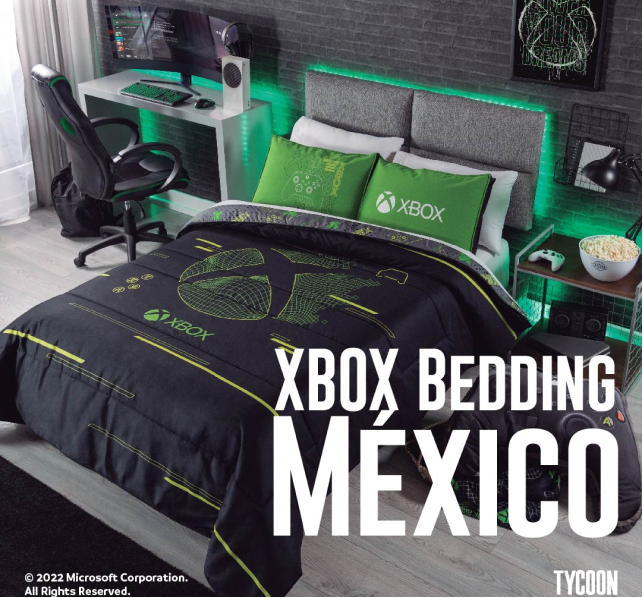 XBOX
XBOX
XBOX BEDDING
MÉXICO
© 2022 Microsoft Corporation.
All Rights Reserved.
TYCOON